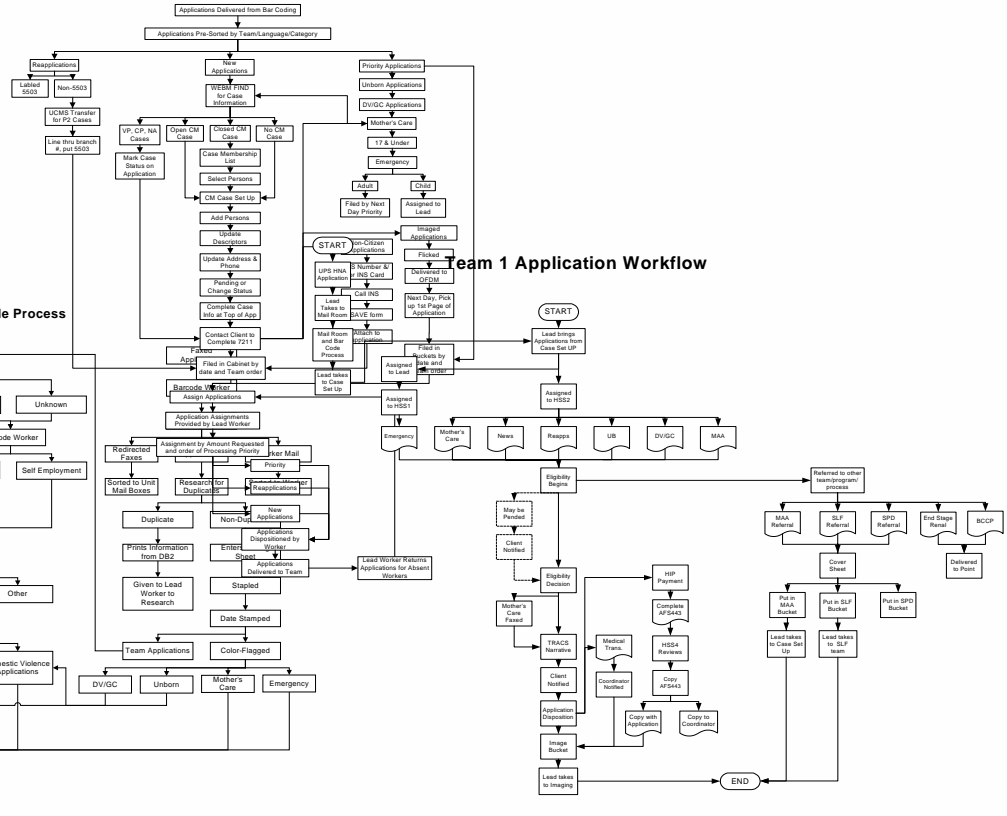 Applications Delivered from Bar Coding
Applications Pre-Sorted by Team/Language/Category
Reapplications
New
Applications
Priority Applications
Labled
5503
Non-5503
WEBM FIND
for Case
Information
Unborn Applications
DV/GC Applications
UCMS Transfer
for P2 Cases
Mother's Care
VP, CP, NA
Cases
Open CM
Case
Closed CM
Case
No CM
Case
Line thru branch
#, put 5503
17 & Under
Mark Case
Status on
Application
Case Membership
List
Emergency
Select Persons
Adult
Child
CM Case Set Up
Filed by Next
Day Priority
Assigned to
Lead
Add Persons
Update
Descriptors
Imaged
Applications
START
Flicked
Update Address &
Phone
UPS HNA
Application
Delivered to
OFDM
Team 1 Application Workflow
Pending or
Change Status
Call INS
Lead
Takes to
Mail Room
SAVE form
Next Day, Pick
up 1st Page of
Application
Complete Case
Info at Top of App
START
Contact Client to
Complete 7211
Mail Room
and Bar
Code
Process
Attach to
Lead brings
Applications from
Case Set UP
Process
Faxed
Filed in Cabinet by
date and Team order
Filed in
Assigned
to Lead
Lead takes
to Case
Set Up
Barcode Worker
Assign Applications
Assigned
to HSS1
Assigned
to HSS2
Unknown
Application Assignments
Provided by Lead Worker
Emergency
Mother's
Care
News
Reapps
UB
DV/GC
MAA
Worker
Redirected
Faxes
Assignment by Amount Requested
and order of Processing Priority
Mail
Priority
Self Employment
Sorted to Unit
Mail Boxes
Research for
Duplicates
Reapplications
Eligibility
Begins
Referred to other
team/program/
process
New
Applications
May be
Pended
Duplicate
MAA
Referral
SLF
Referral
SPD
Referral
End Stage
Renal
BCCP
Applications
Dispositioned by
Worker
Client
Notified
Prints Information
from DB2
Sheet
Applications
Delivered to Team
Lead Worker Returns
Applications for Absent
Workers
Cover
Sheet
Delivered
to Point
Other
Given to Lead
Worker to
Research
Stapled
Eligibility
Decision
HIP
Payment
Date Stamped
Mother's
Care
Faxed
Complete
AFS443
Put in
MAA
Bucket
Put in SLF
Bucket
Put in SPD
Bucket
Team Applications
Color-Flagged
TRACS
Narrative
Medical
Trans.
HSS4
Reviews
Lead takes
to Case Set
Up
Lead takes
to SLF
team
Violence
DV/GC
Unborn
Mother's
Care
Emergency
Client
Notified
Coordinator
Notified
Copy
AFS443
Application
Disposition
Copy with
Application
Copy to
Coordinator
Image
Bucket
Lead takes
to Imaging
END